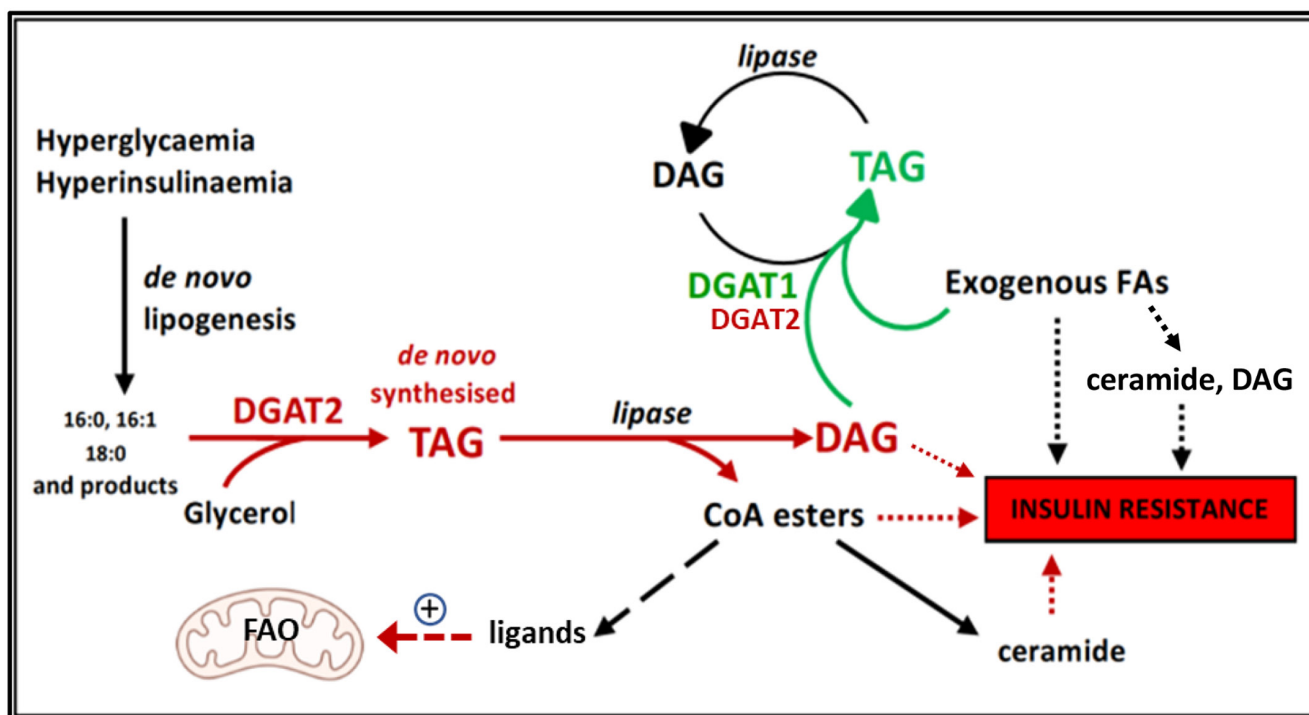 lipase
Hyperglycaemia
Hyperinsulinaemia
DAG
TAG
de novo
lipogenesis
DGAT1
DGAT2
Exogenous FAs
ceramide, DAG
16:0, 16:1
18:0
and products
DGAT2
Glycerol
de novo
synthesised
TAG
lipase
DAG
CoA esters
INSULIN RESISTANCE
FAO
+
ligands
ceramide